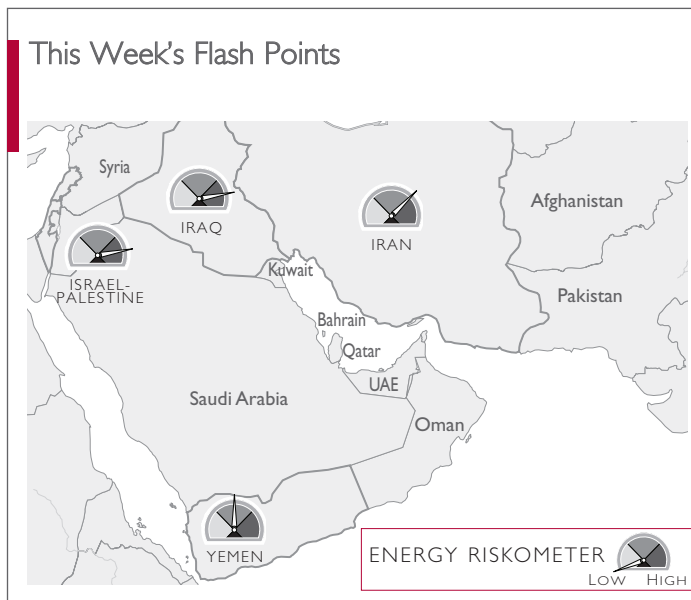 This Week's Flash Points
Syria
IRAQ
IRAN
Afghanistan
ISRAEL-
PALESTINE
Kuwait
Pakistan
Bahrain
Qatar
UAE
Saudi Arabia
Oman
YEMEN
ENERGY RISKOMETER
LOW HIGH